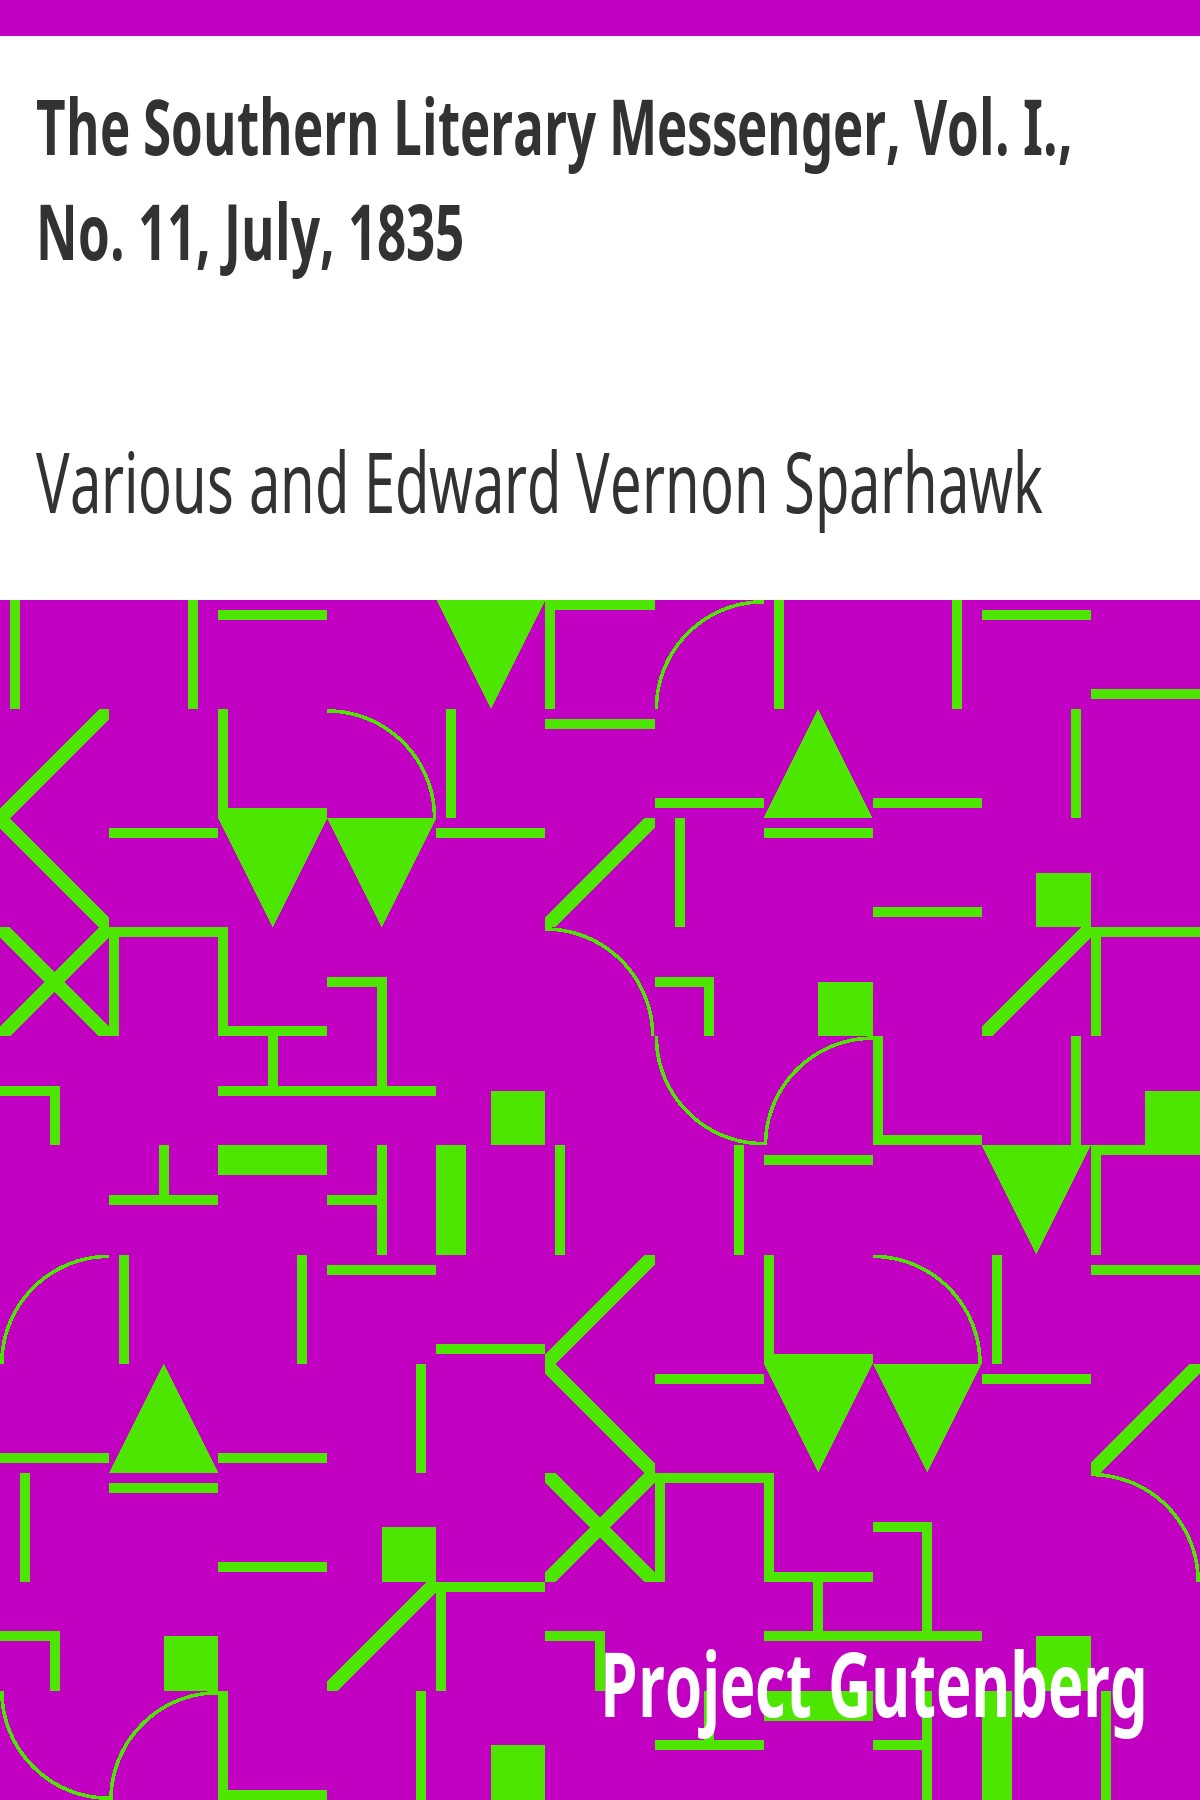 The Southern Literary Messenger, Vol. I.,
No. 11, July, 1835
Various and Edward Vernon Sparhawk
Project Gutenberg